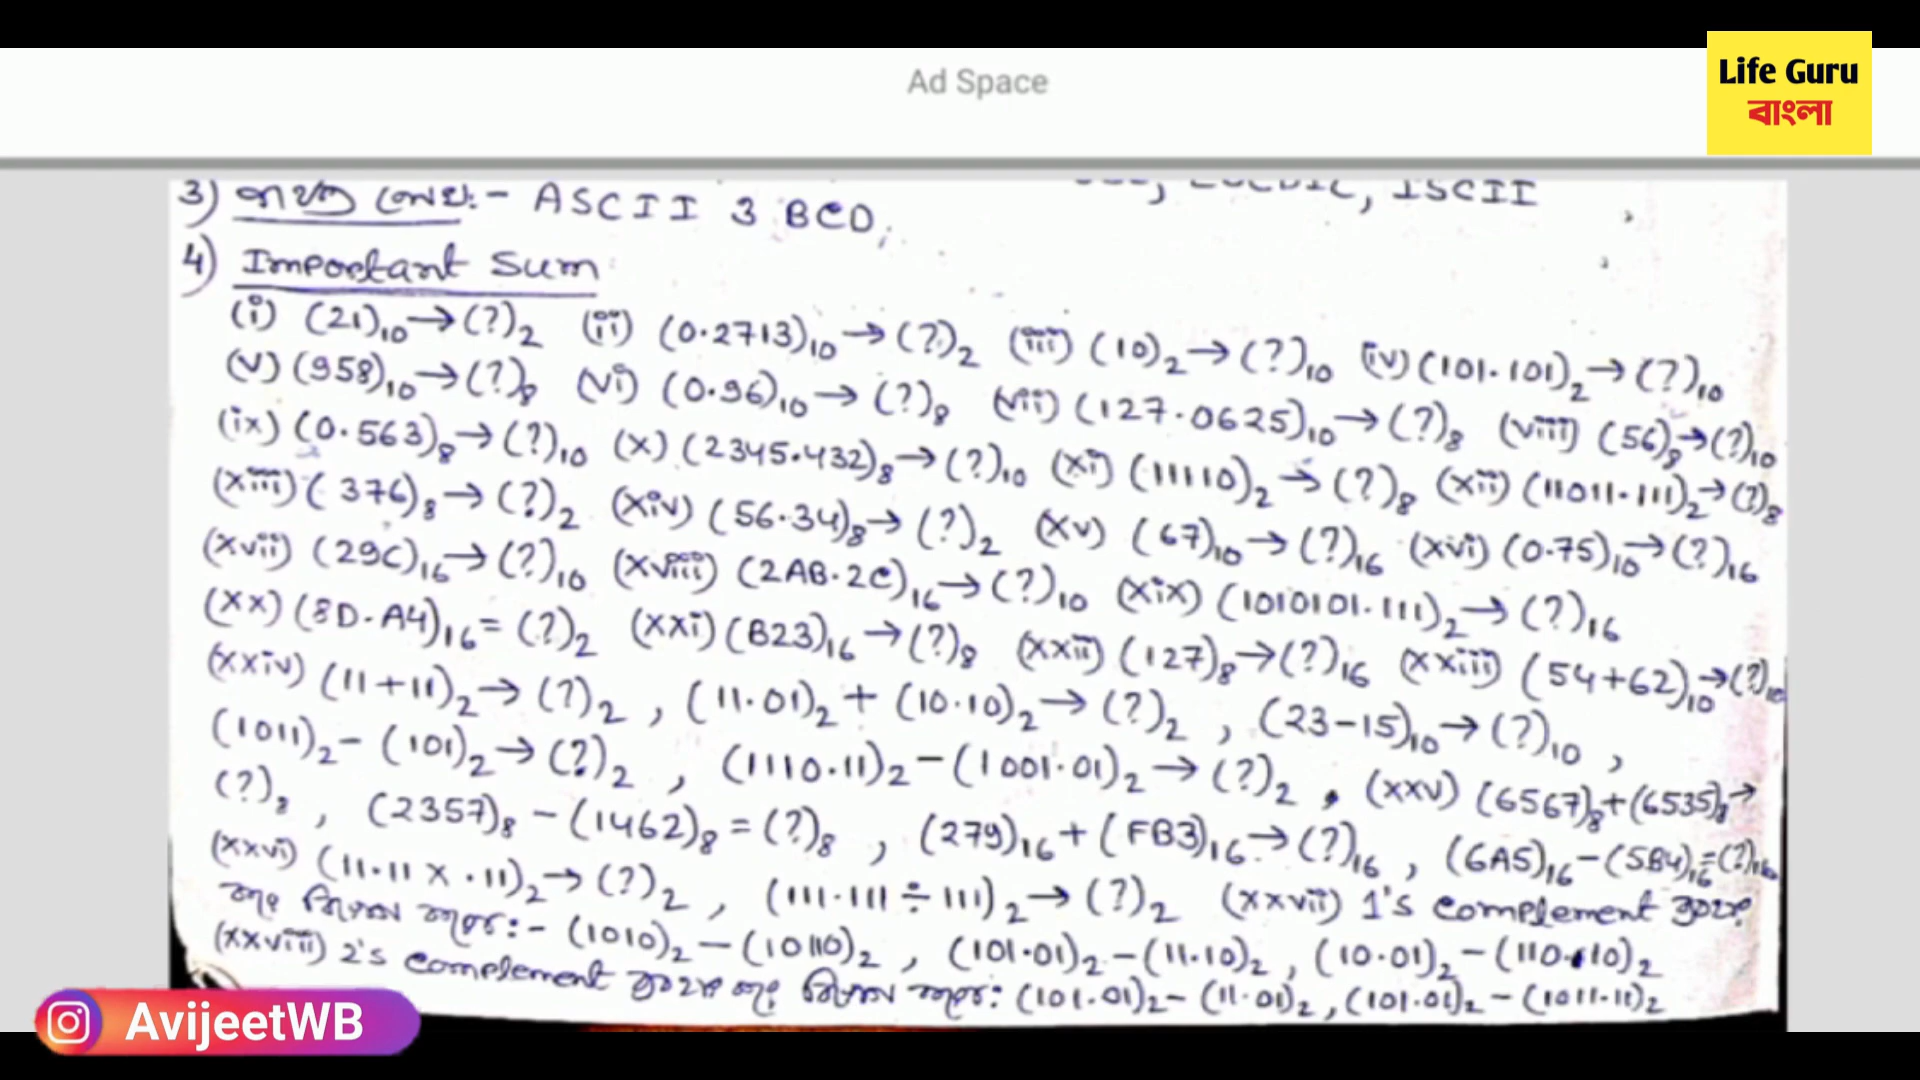 Ad Space
Life Guru
বাংলা
ISCII
3) :- ASCII ও BCD,
4) Important Sum
(i) (21)₁₀→(?)₂ (ii) (0.2713)₁₀→(?)₂ (iii) (10)₂→(?)₁₀ (iv) (101.101)₂→(?)₁₀
(v) (958)₁₀→(?)₈ (vi) (0.96)₁₀→(?)₈ (vii) (127.0625)₁₀→(?)₈ (viii) (56)₈→(?)₁₀
(ix) (0.563)₈→(?)₁₀ (x) (2345.432)₈→(?)₁₀ (xi) (11110)₂→(?)₈ (xii) (11011.111)₂→(?)₈
(xiii) (376)₈→(?)₂ (xiv) (56.34)₈→(?)₂ (xv) (67)₁₀→(?)₁₆ (xvi) (0.75)₁₀→(?)₁₆
(xvii) (29C)₁₆→(?)₁₀ (xviii) (2AB.2C)₁₆→(?)₁₀ (xix) (1010101.111)₂→(?)₁₆
(xx) (8D.A4)₁₆=(?)₂ (xxi) (B23)₁₆→(?)₈ (xxii) (127)₈→(?)₁₆ (xxiii) (54+62)₁₀→(?)₁₀
(xxiv) (11+11)₂→(?)₂ , (11.01)₂+(10.10)₂→(?)₂ , (23-15)₁₀→(?)₁₀ ,
(1011)₂-(101)₂→(?)₂ , (1110.11)₂-(1001.01)₂→(?)₂ , (xxv) (6567)₈+(6535)₈→
(?)₈ , (2357)₈-(1462)₈=(?)₈ , (279)₁₆+(FB3)₁₆→(?)₁₆ , (6A5)₁₆-(5B4)₁₆=(?)₁₆
(xxvi) (11.11×.11)₂→(?)₂ , (111.111÷111)₂→(?)₂ (xxvii) 1's complement
:- (1010)₂-(10110)₂ , (101.01)₂-(11.10)₂ , (10.01)₂-(110.10)₂
(xxviii) 2's complement : (101.01)₂-(11.01)₂ , (101.01)₂-(1011.11)₂
AvijeetWB